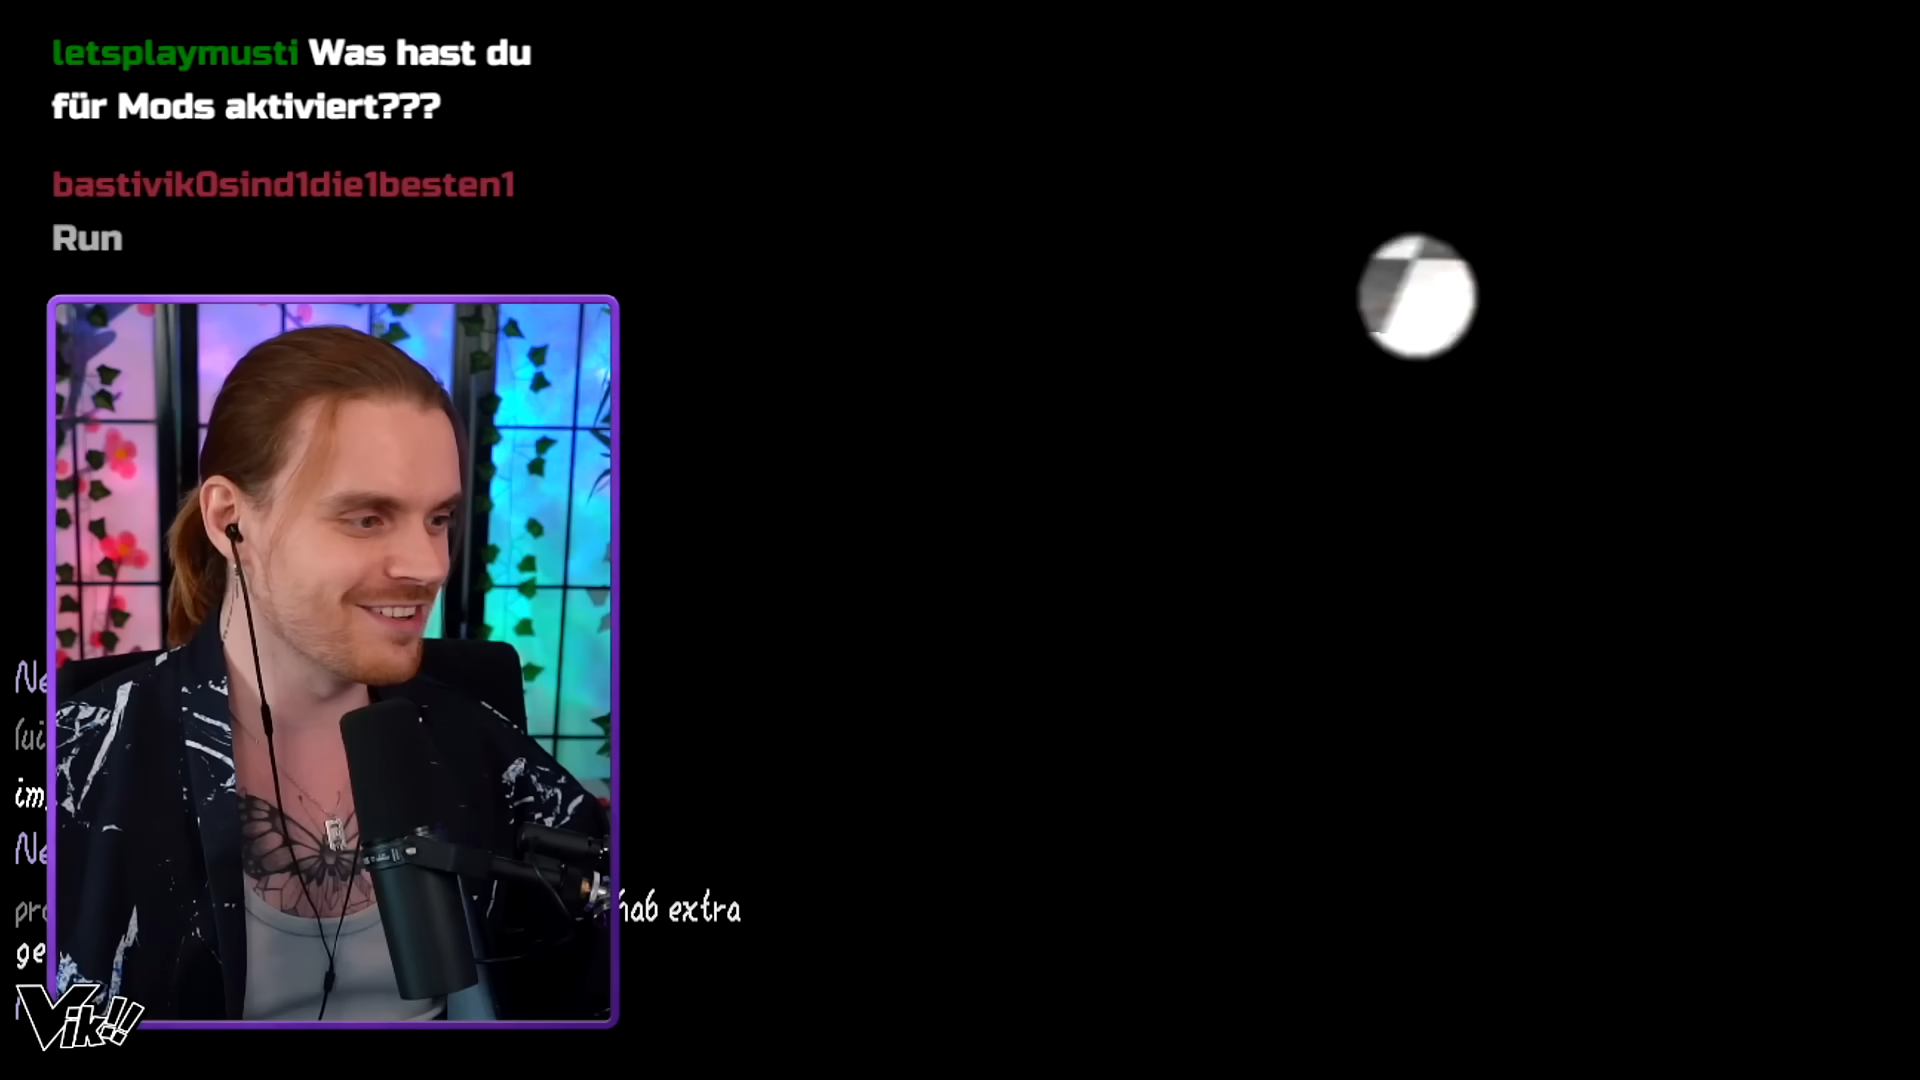 letsplaymusti Was hast du
für Mods aktiviert???
bastivik0sind1die1besten1
Run
hab extra
Vik!!